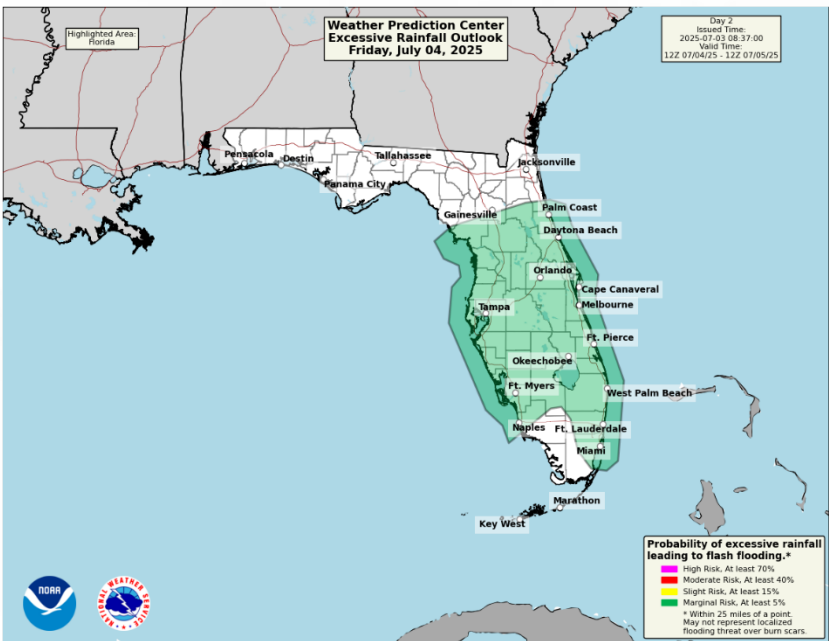 Highlighted Area:
Florida
Weather Prediction Center
Excessive Rainfall Outlook
Friday, July 04, 2025
Day 2
Issued Time:
2025-07-03 08:37:00
Valid Time:
12Z 07/04/25 - 12Z 07/05/25
Pensacola
Destin
Tallahassee
Jacksonville
Panama City
Gainesville
Palm Coast
Daytona Beach
Orlando
Cape Canaveral
Melbourne
Tampa
Ft. Pierce
Okeechobee
Ft. Myers
West Palm Beach
Naples
Ft. Lauderdale
Miami
Marathon
Key West
Probability of excessive rainfall
leading to flash flooding.*
High Risk, At least 70%
Moderate Risk, At least 40%
Slight Risk, At least 15%
Marginal Risk, At least 5%
* Within 25 miles of a point.
May not represent localized
flooding threat over burn scars.
NOAA
NATIONAL WEATHER SERVICE